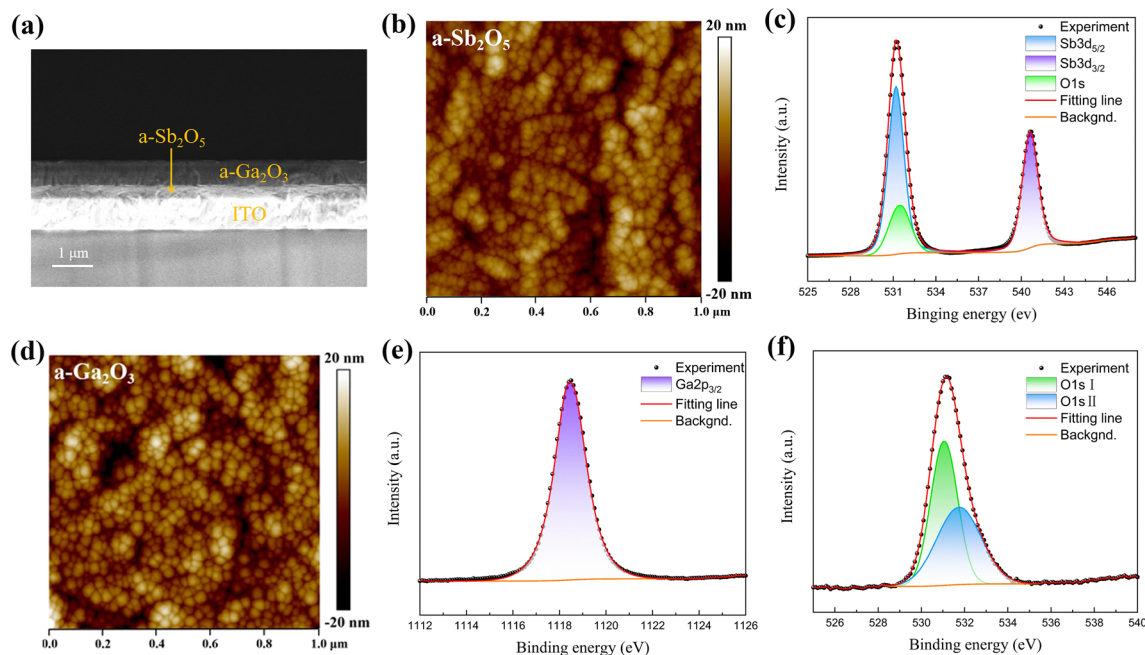 (a)
a-Sb₂O₅
a-Ga₂O₃
ITO
1 μm
(b)
a-Sb₂O₅
20 nm
-20 nm
0.0 0.2 0.4 0.6 0.8 1.0 μm
(c)
Experiment
Sb3d₅/₂
Sb3d₃/₂
O1s
Fitting line
Backgnd.
Intensity (a.u.)
525 528 531 534 537 540 543 546
Binging energy (ev)
(d)
a-Ga₂O₃
20 nm
-20 nm
0.0 0.2 0.4 0.6 0.8 1.0 μm
(e)
Experiment
Ga2p₃/₂
Fitting line
Backgnd.
Intensity (a.u.)
1112 1114 1116 1118 1120 1122 1124 1126
Binding energy (eV)
(f)
Experiment
O1s Ⅰ
O1s Ⅱ
Fitting line
Backgnd.
Intensity (a.u.)
526 528 530 532 534 536 538 540
Binding energy (eV)